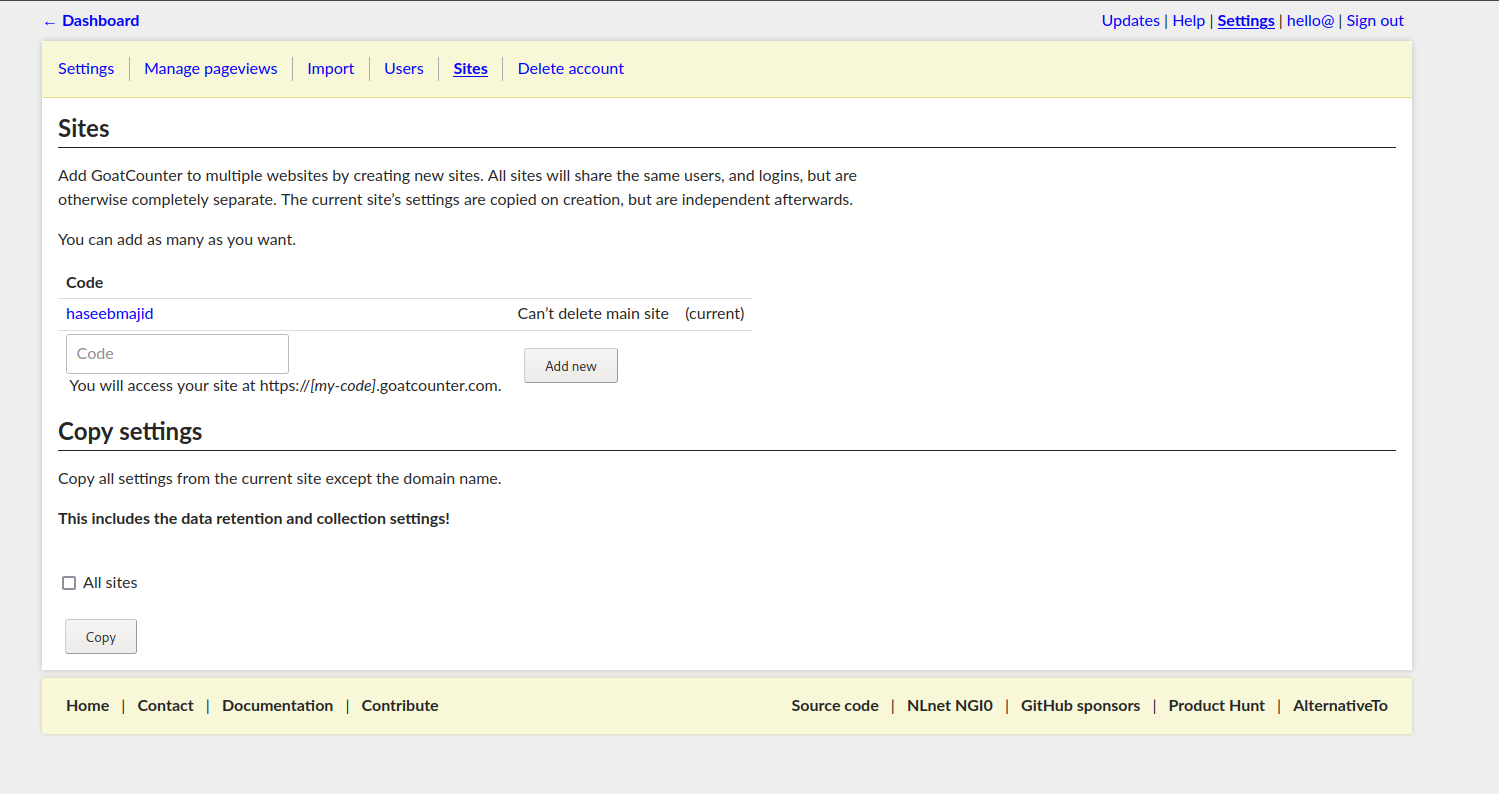 ← Dashboard Updates | Help | Settings | hello@ | Sign out
Settings Manage pageviews Import Users Sites Delete account
Sites
Add GoatCounter to multiple websites by creating new sites. All sites will share the same users, and logins, but are
otherwise completely separate. The current site’s settings are copied on creation, but are independent afterwards.
You can add as many as you want.
Code
haseebmajid Can’t delete main site (current)
Code
Add new
You will access your site at https://[my-code].goatcounter.com.
Copy settings
Copy all settings from the current site except the domain name.
This includes the data retention and collection settings!
All sites
Copy
Home | Contact | Documentation | Contribute Source code | NLnet NGI0 | GitHub sponsors | Product Hunt | AlternativeTo